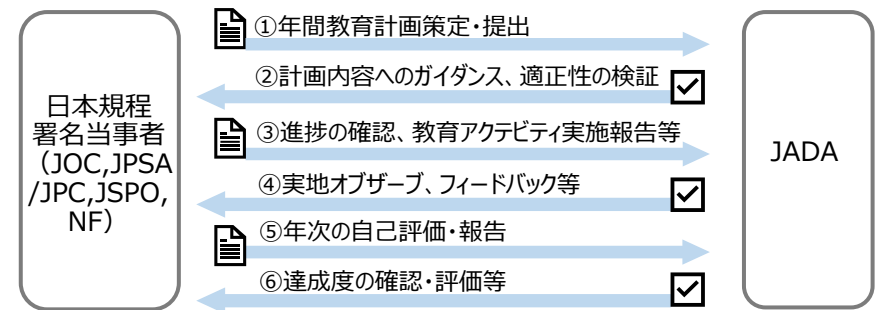 日本規程
署名当事者
（JOC,JPSA
/JPC,JSPO,
NF）
①年間教育計画策定・提出
②計画内容へのガイダンス、適正性の検証
③進捗の確認、教育アクテビティ実施報告等
④実地オブザーブ、フィードバック等
⑤年次の自己評価・報告
⑥達成度の確認・評価等
JADA